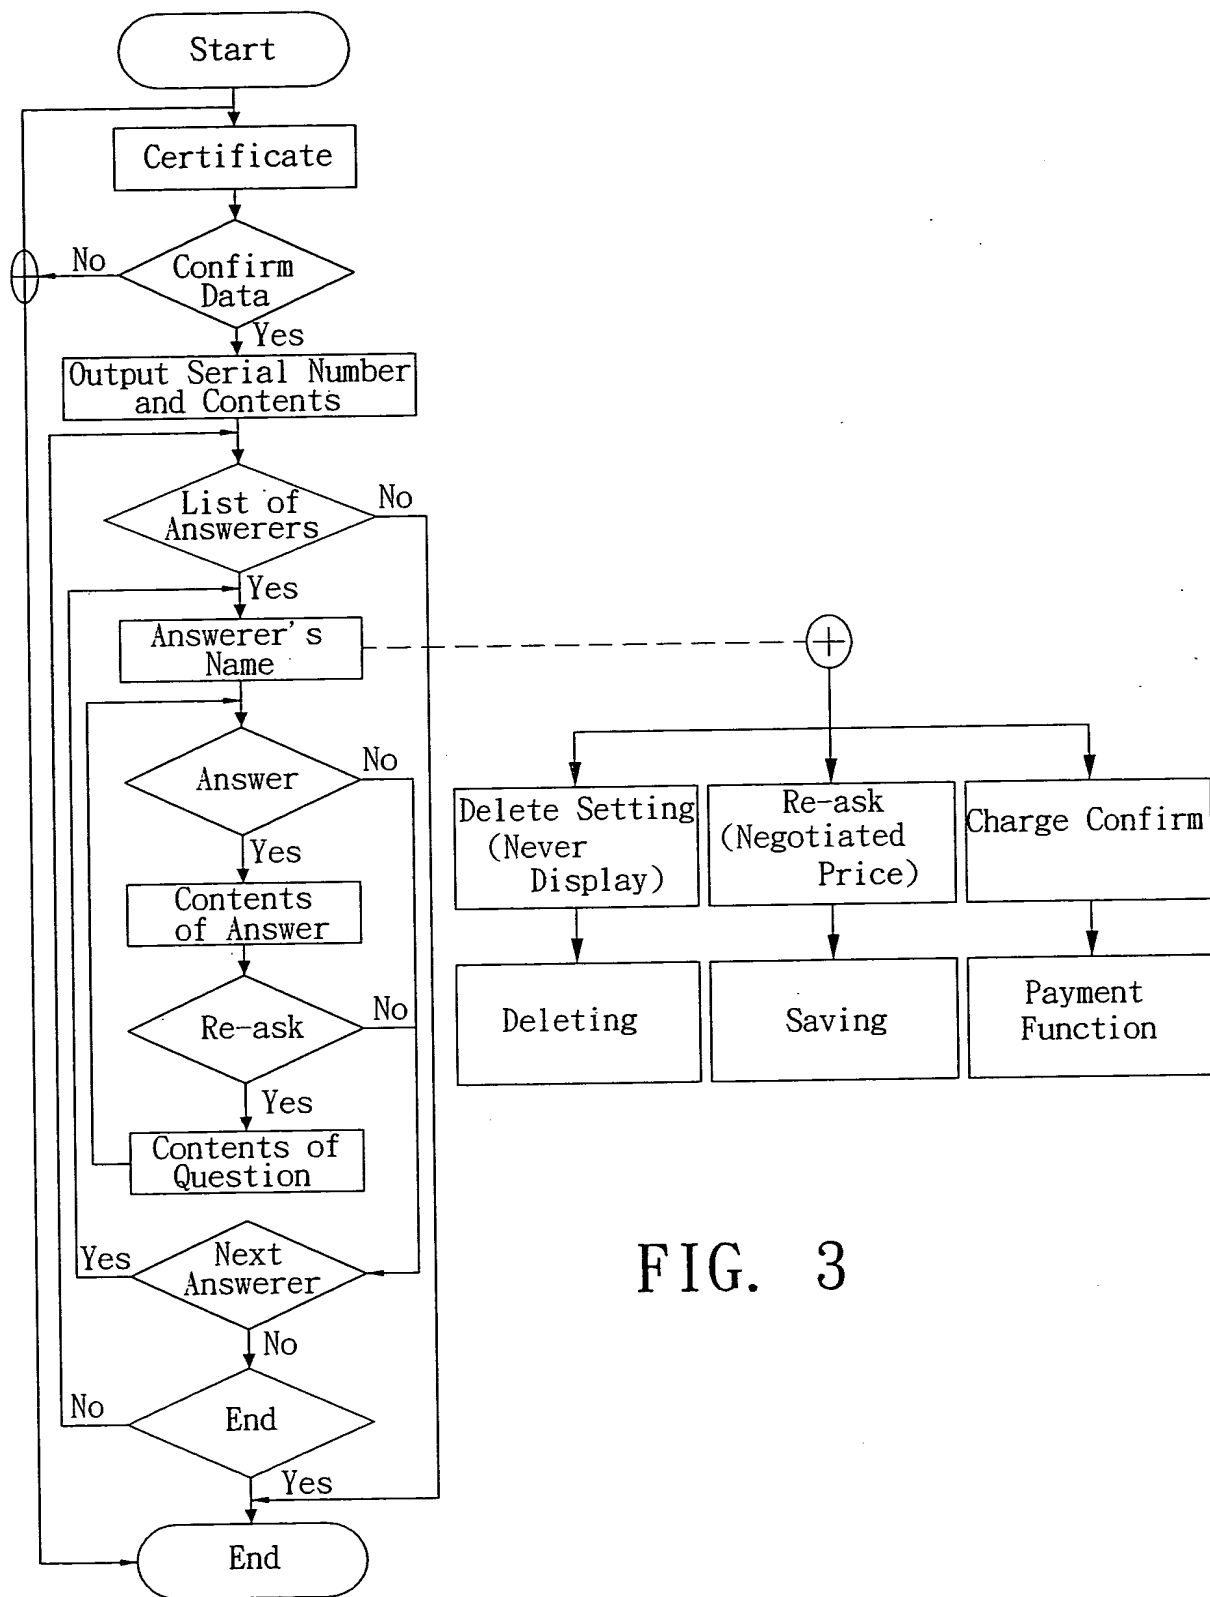 Start
Certificate
No
Confirm
Data
Yes
Output Serial Number
and Contents
List of
Answerers
No
Yes
Answerer's
Name
Answer
No
Yes
Contents
of Answer
Re-ask
No
Yes
Contents of
Question
Yes
Next
Answerer
No
No
End
Yes
End
Delete Setting
(Never
Display)
Re-ask
(Negotiated
Price)
Charge Confirm
Deleting
Saving
Payment
Function
FIG. 3